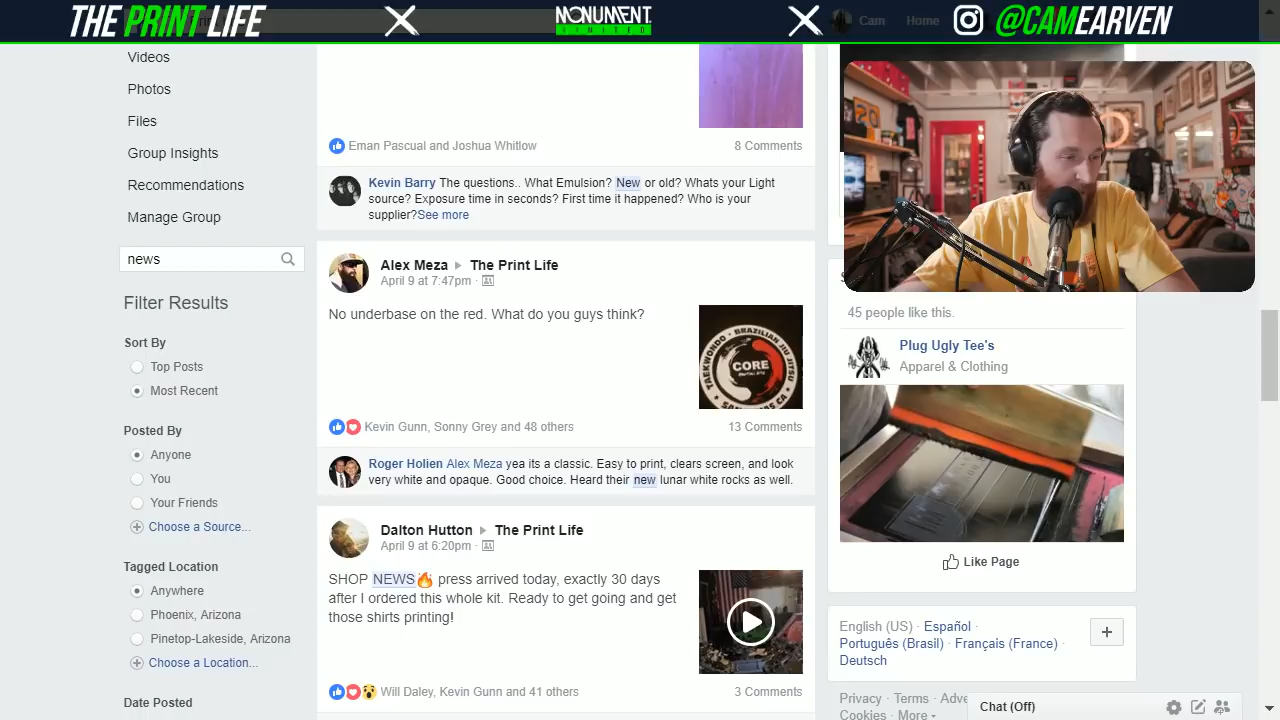 THE PRINT LIFE
MONUMENT
LIMITED
Cam
Home
@CAMEARVEN
Videos
Photos
Files
Group Insights
Recommendations
Manage Group
news
Filter Results
Sort By
Top Posts
Most Recent
Posted By
Anyone
You
Your Friends
Choose a Source...
Tagged Location
Anywhere
Phoenix, Arizona
Pinetop-Lakeside, Arizona
Choose a Location...
Date Posted
Eman Pascual and Joshua Whitlow
8 Comments
Kevin Barry The questions.. What Emulsion? New or old? Whats your Light
source? Exposure time in seconds? First time it happened? Who is your
supplier?See more
Alex Meza ▸ The Print Life
April 9 at 7:47pm ·
No underbase on the red. What do you guys think?
TAEKWONDO · BRAZILIAN JIU JITSU
CORE
Kevin Gunn, Sonny Grey and 48 others
13 Comments
Roger Holien Alex Meza yea its a classic. Easy to print, clears screen, and look
very white and opaque. Good choice. Heard their new lunar white rocks as well.
Dalton Hutton ▸ The Print Life
April 9 at 6:20pm ·
SHOP NEWS🔥 press arrived today, exactly 30 days
after I ordered this whole kit. Ready to get going and get
those shirts printing!
Will Daley, Kevin Gunn and 41 others
3 Comments
45 people like this.
Plug Ugly Tee's
Apparel & Clothing
Like Page
English (US) · Español ·
Português (Brasil) · Français (France) ·
Deutsch
Privacy · Terms ·
Cookies · More
Chat (Off)